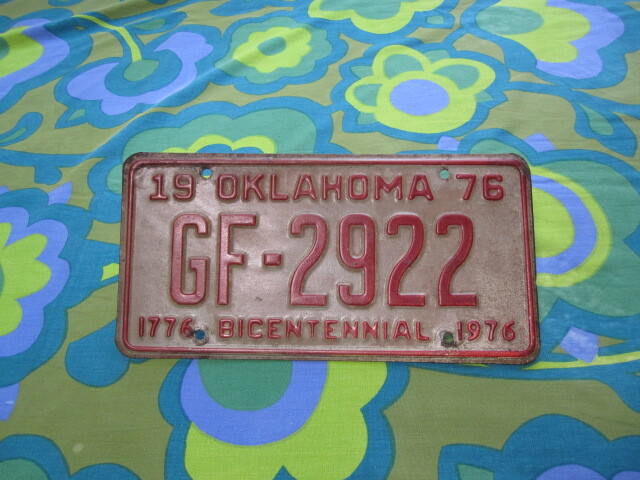 19 OKLAHOMA 76
GF-2922
1776 BICENTENNIAL 1976